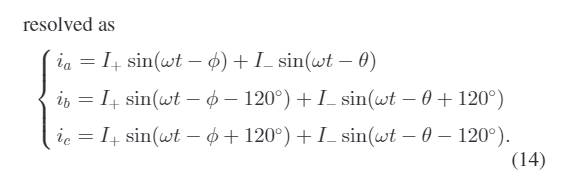 resolved as
i_a = I_+ sin(ωt − ϕ) + I_− sin(ωt − θ)
i_b = I_+ sin(ωt − ϕ − 120°) + I_− sin(ωt − θ + 120°)
i_c = I_+ sin(ωt − ϕ + 120°) + I_− sin(ωt − θ − 120°).
(14)